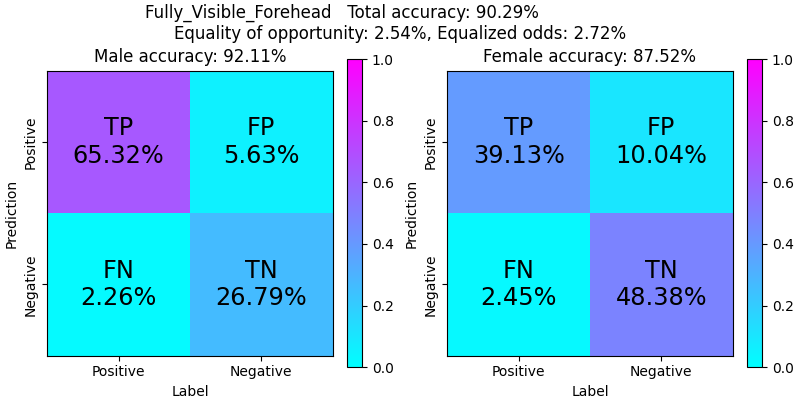 Fully_Visible_Forehead   Total accuracy: 90.29%
Equality of opportunity: 2.54%, Equalized odds: 2.72%
Male accuracy: 92.11%
Prediction
Positive
Negative
TP
65.32%
FP
5.63%
FN
2.26%
TN
26.79%
Positive
Negative
Label
1.0
0.8
0.6
0.4
0.2
0.0
Female accuracy: 87.52%
Prediction
Positive
Negative
TP
39.13%
FP
10.04%
FN
2.45%
TN
48.38%
Positive
Negative
Label
1.0
0.8
0.6
0.4
0.2
0.0